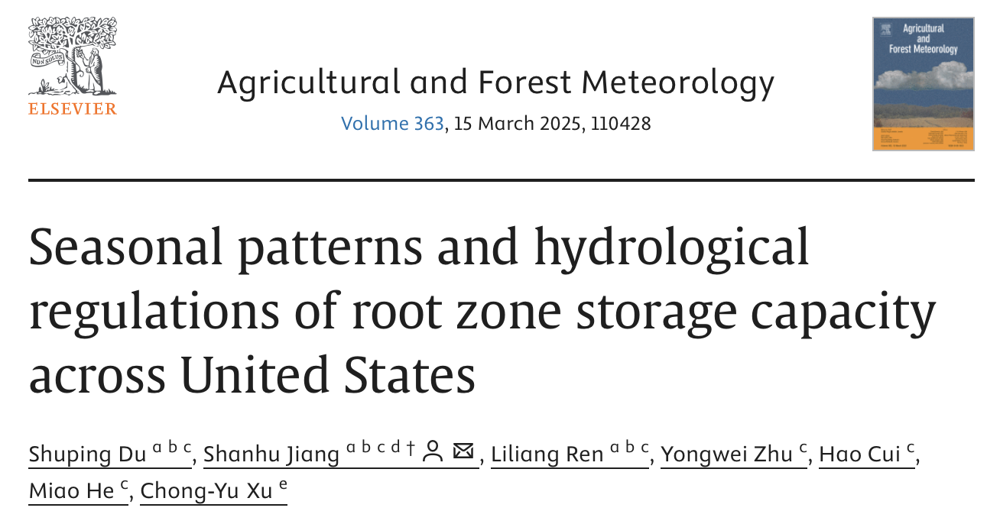 NON SOLUS
ELSEVIER
Agricultural and Forest Meteorology
Volume 363, 15 March 2025, 110428
Agricultural
and
Forest Meteorology
Seasonal patterns and hydrological
regulations of root zone storage capacity
across United States
Shuping Du a b c, Shanhu Jiang a b c d †, Liliang Ren a b c, Yongwei Zhu c, Hao Cui c,
Miao He c, Chong-Yu Xu e